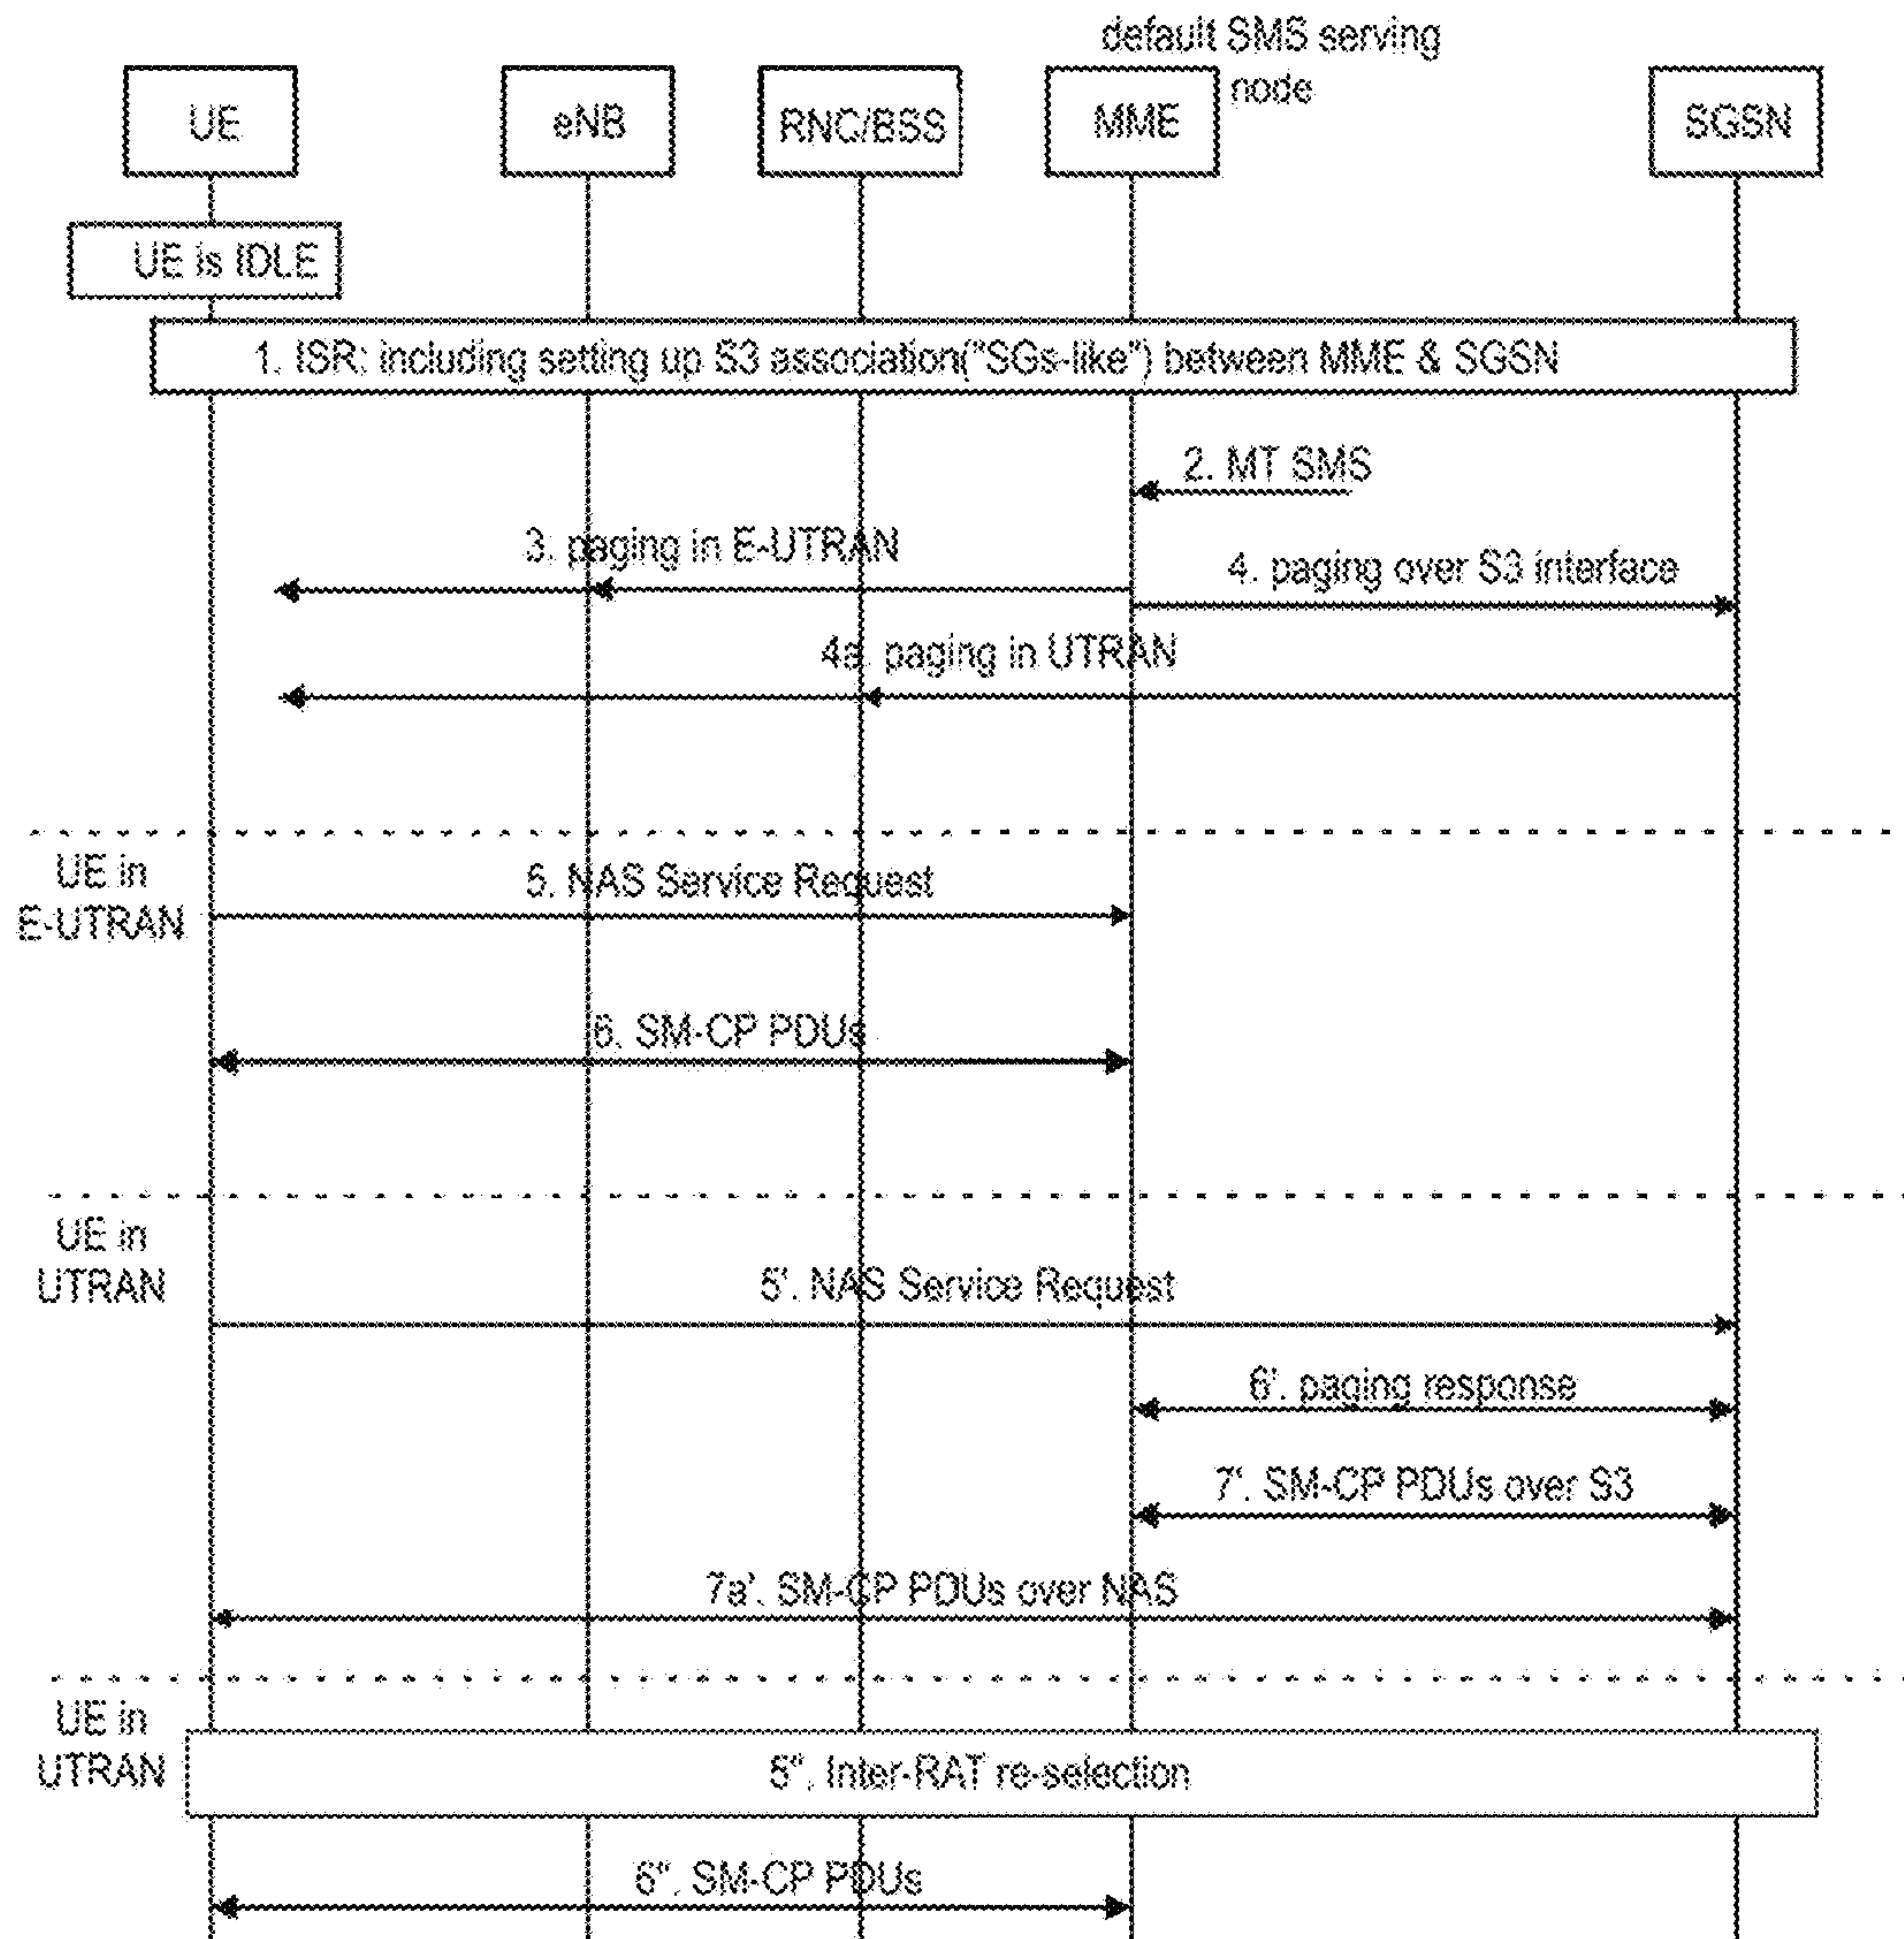 default SMS serving
node
UE
eNB
RNC/BSS
MME
SGSN
UE is IDLE
1. ISR: including setting up S3 association("SGs-like") between MME & SGSN
2. MT SMS
3. paging in E-UTRAN
4. paging over S3 interface
4a. paging in UTRAN
UE in
E-UTRAN
5. NAS Service Request
6. SM-CP PDUs
UE in
UTRAN
5'. NAS Service Request
6'. paging response
7'. SM-CP PDUs over S3
7a'. SM-CP PDUs over NAS
UE in
UTRAN
5". Inter-RAT re-selection
6". SM-CP PDUs